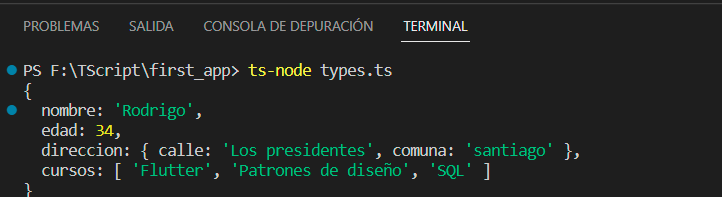 PROBLEMAS SALIDA CONSOLA DE DEPURACIÓN TERMINAL
PS F:\TScript\first_app> ts-node types.ts
{
  nombre: 'Rodrigo',
  edad: 34,
  direccion: { calle: 'Los presidentes', comuna: 'santiago' },
  cursos: [ 'Flutter', 'Patrones de diseño', 'SQL' ]
}